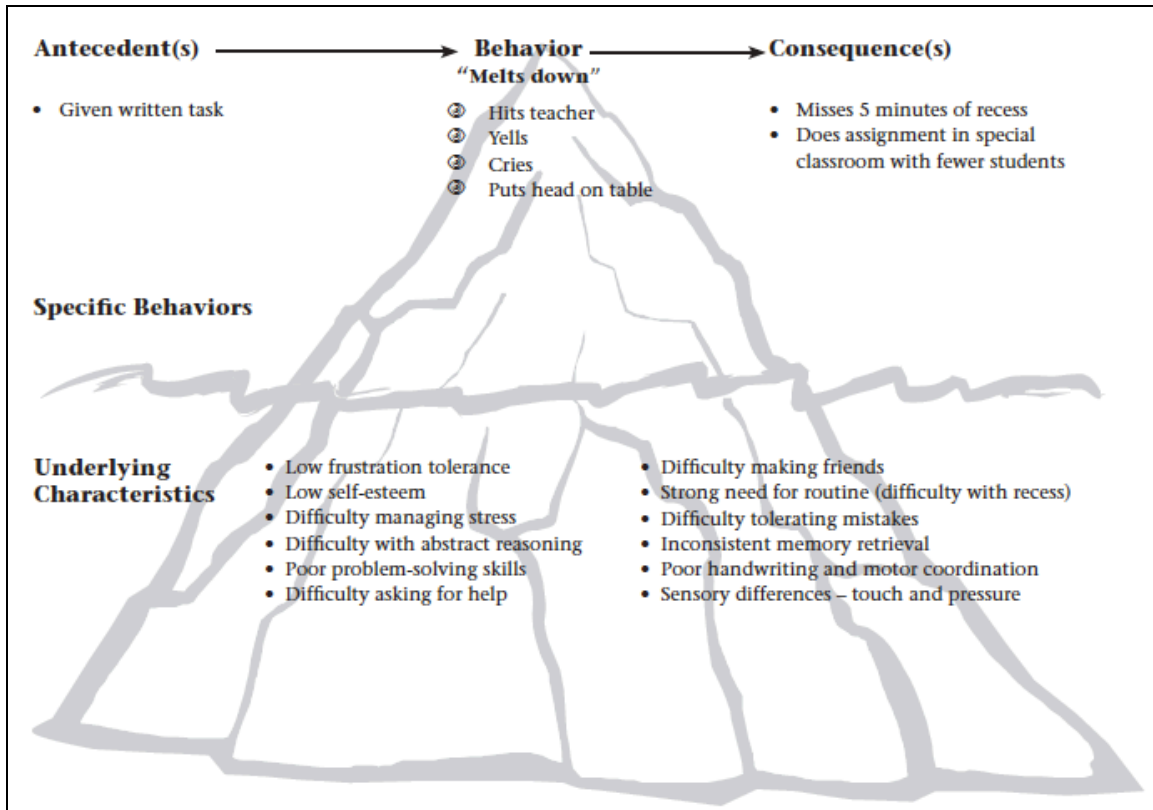 Antecedent(s) Behavior Consequence(s)
"Melts down"
• Given written task
Hits teacher
Yells
Cries
Puts head on table
• Misses 5 minutes of recess
• Does assignment in special
classroom with fewer students
Specific Behaviors
Underlying
Characteristics
• Low frustration tolerance
• Low self-esteem
• Difficulty managing stress
• Difficulty with abstract reasoning
• Poor problem-solving skills
• Difficulty asking for help
• Difficulty making friends
• Strong need for routine (difficulty with recess)
• Difficulty tolerating mistakes
• Inconsistent memory retrieval
• Poor handwriting and motor coordination
• Sensory differences – touch and pressure